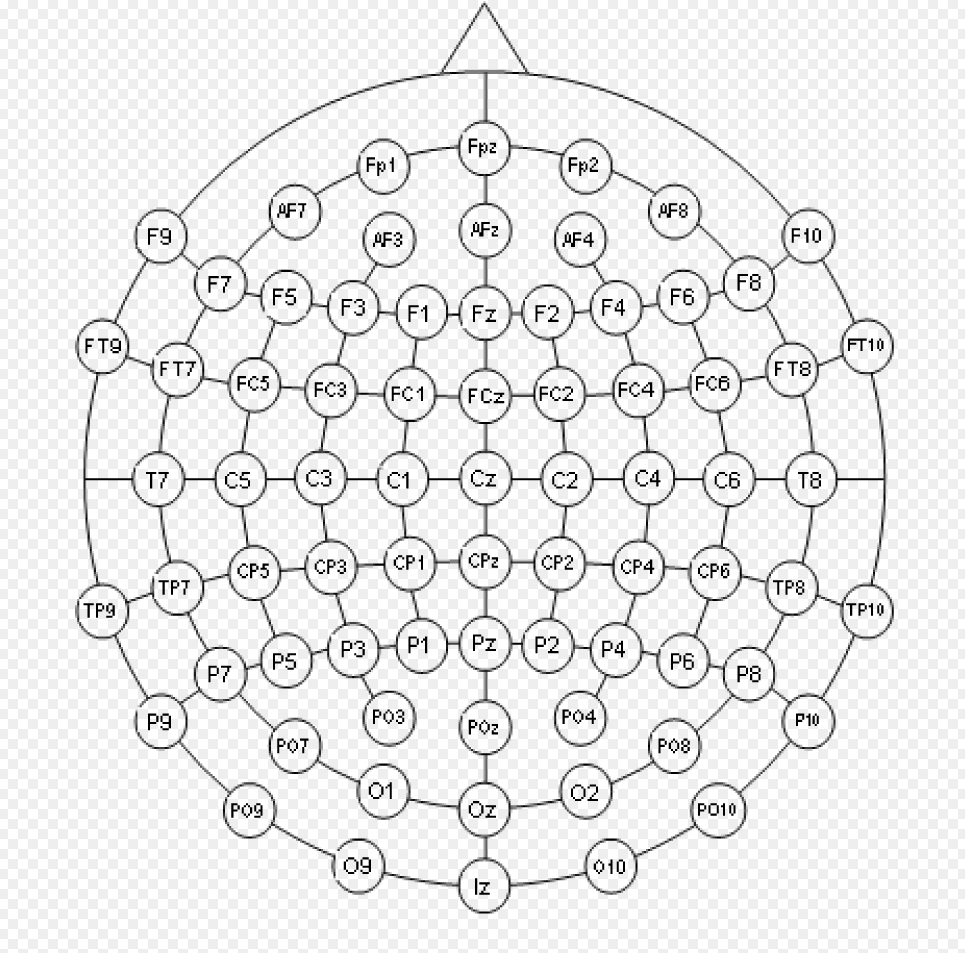 Fpz
Fp1 Fp2
AF7 AF8
AF3 AFz AF4
F9 F10
F7 F5 F3 F1 Fz F2 F4 F6 F8
FT9 FT10
FT7 FC5 FC3 FC1 FCz FC2 FC4 FC6 FT8
T7 C5 C3 C1 Cz C2 C4 C6 T8
TP7 CP5 CP3 CP1 CPz CP2 CP4 CP6 TP8
TP9 TP10
P7 P5 P3 P1 Pz P2 P4 P6 P8
P9 PO3 POz PO4 P10
PO7 PO8
O1 Oz O2
PO9 PO10
O9 Iz O10